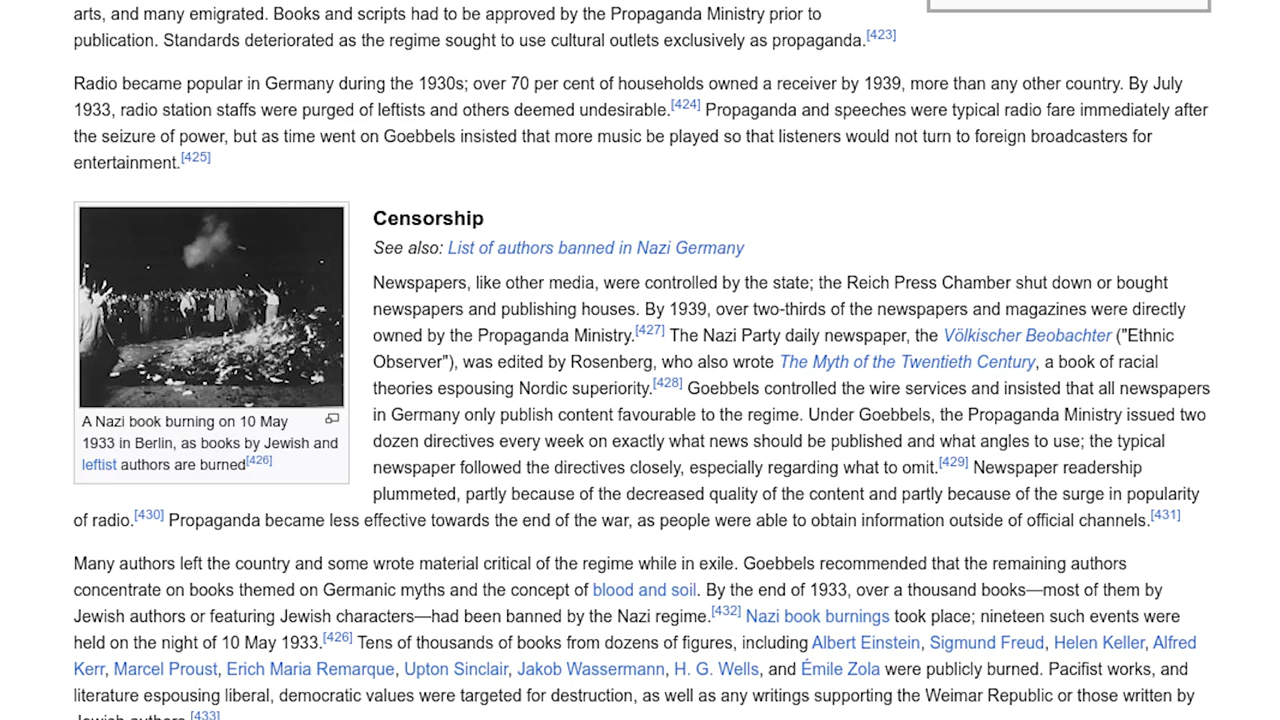 arts, and many emigrated. Books and scripts had to be approved by the Propaganda Ministry prior to
publication. Standards deteriorated as the regime sought to use cultural outlets exclusively as propaganda.[423]
Radio became popular in Germany during the 1930s; over 70 per cent of households owned a receiver by 1939, more than any other country. By July
1933, radio station staffs were purged of leftists and others deemed undesirable.[424] Propaganda and speeches were typical radio fare immediately after
the seizure of power, but as time went on Goebbels insisted that more music be played so that listeners would not turn to foreign broadcasters for
entertainment.[425]
A Nazi book burning on 10 May
1933 in Berlin, as books by Jewish and
leftist authors are burned[426]
Censorship
See also: List of authors banned in Nazi Germany
Newspapers, like other media, were controlled by the state; the Reich Press Chamber shut down or bought
newspapers and publishing houses. By 1939, over two-thirds of the newspapers and magazines were directly
owned by the Propaganda Ministry.[427] The Nazi Party daily newspaper, the Völkischer Beobachter ("Ethnic
Observer"), was edited by Rosenberg, who also wrote The Myth of the Twentieth Century, a book of racial
theories espousing Nordic superiority.[428] Goebbels controlled the wire services and insisted that all newspapers
in Germany only publish content favourable to the regime. Under Goebbels, the Propaganda Ministry issued two
dozen directives every week on exactly what news should be published and what angles to use; the typical
newspaper followed the directives closely, especially regarding what to omit.[429] Newspaper readership
plummeted, partly because of the decreased quality of the content and partly because of the surge in popularity
of radio.[430] Propaganda became less effective towards the end of the war, as people were able to obtain information outside of official channels.[431]
Many authors left the country and some wrote material critical of the regime while in exile. Goebbels recommended that the remaining authors
concentrate on books themed on Germanic myths and the concept of blood and soil. By the end of 1933, over a thousand books—most of them by
Jewish authors or featuring Jewish characters—had been banned by the Nazi regime.[432] Nazi book burnings took place; nineteen such events were
held on the night of 10 May 1933.[426] Tens of thousands of books from dozens of figures, including Albert Einstein, Sigmund Freud, Helen Keller, Alfred
Kerr, Marcel Proust, Erich Maria Remarque, Upton Sinclair, Jakob Wassermann, H. G. Wells, and Émile Zola were publicly burned. Pacifist works, and
literature espousing liberal, democratic values were targeted for destruction, as well as any writings supporting the Weimar Republic or those written by
Jewish authors.[433]